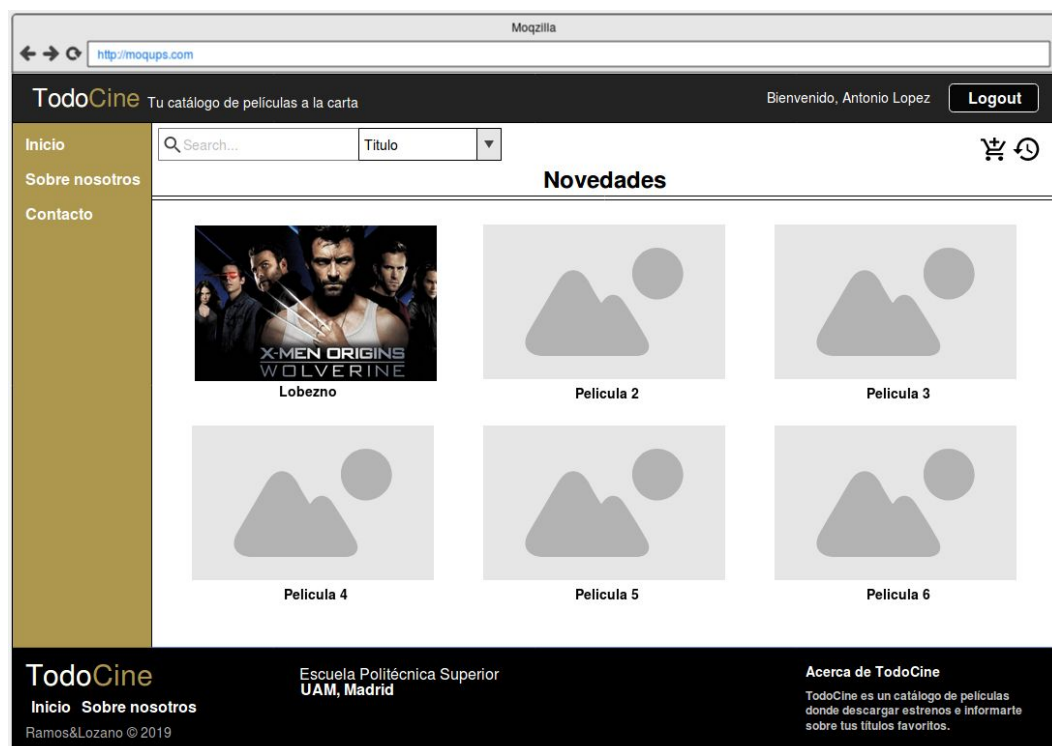 Moqzilla
http://moqups.com
TodoCine Tu catálogo de películas a la carta
Bienvenido, Antonio Lopez
Logout
Inicio
Sobre nosotros
Contacto
Search...
Titulo
Novedades
X-MEN ORIGINS
WOLVERINE
Lobezno
Pelicula 2
Pelicula 3
Pelicula 4
Pelicula 5
Pelicula 6
TodoCine
Inicio Sobre nosotros
Ramos&Lozano © 2019
Escuela Politécnica Superior
UAM, Madrid
Acerca de TodoCine
TodoCine es un catálogo de películas
donde descargar estrenos e informarte
sobre tus títulos favoritos.